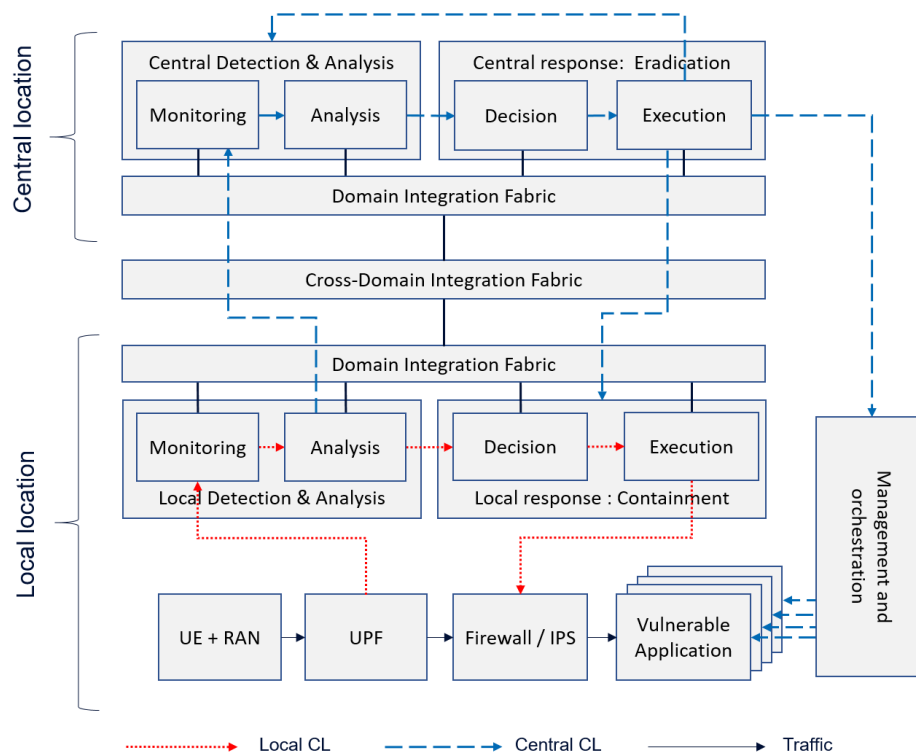 Central location
Central Detection & Analysis
Central response: Eradication
Monitoring
Analysis
Decision
Execution
Domain Integration Fabric
Cross-Domain Integration Fabric
Local location
Domain Integration Fabric
Monitoring
Analysis
Decision
Execution
Local Detection & Analysis
Local response : Containment
Management and
orchestration
UE + RAN
UPF
Firewall / IPS
Vulnerable
Application
Local CL
Central CL
Traffic